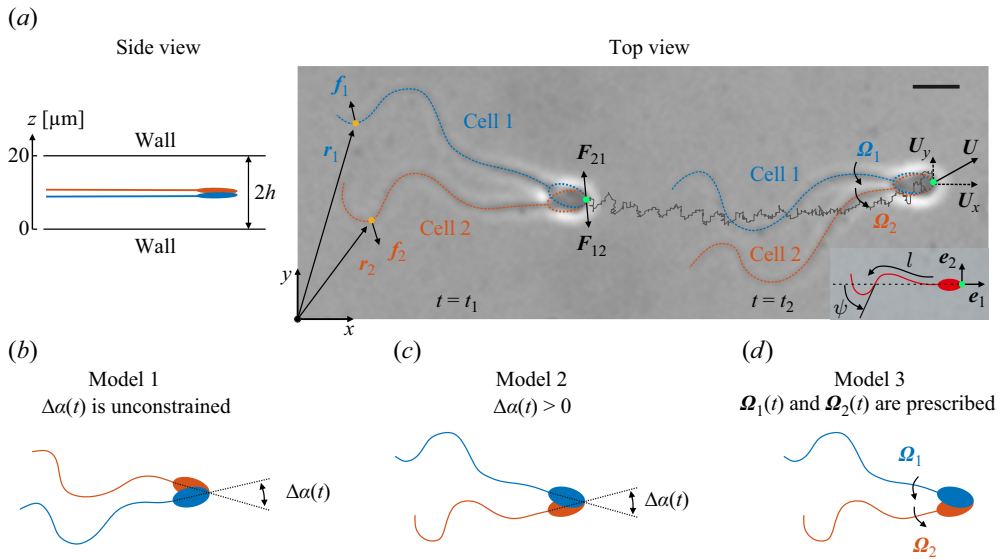 (a)
Side view
Top view
z [µm]
Wall
20
2h
0
Wall
f₁
Cell 1
r₁
F₂₁
Cell 2
f₂
r₂
F₁₂
y
x
t = t₁
Cell 1
Ω₁
U_y
U
U_x
Ω₂
Cell 2
t = t₂
l
e₂
ψ
e₁
(b)
Model 1
Δα(t) is unconstrained
Δα(t)
(c)
Model 2
Δα(t) > 0
Δα(t)
(d)
Model 3
Ω₁(t) and Ω₂(t) are prescribed
Ω₁
Ω₂